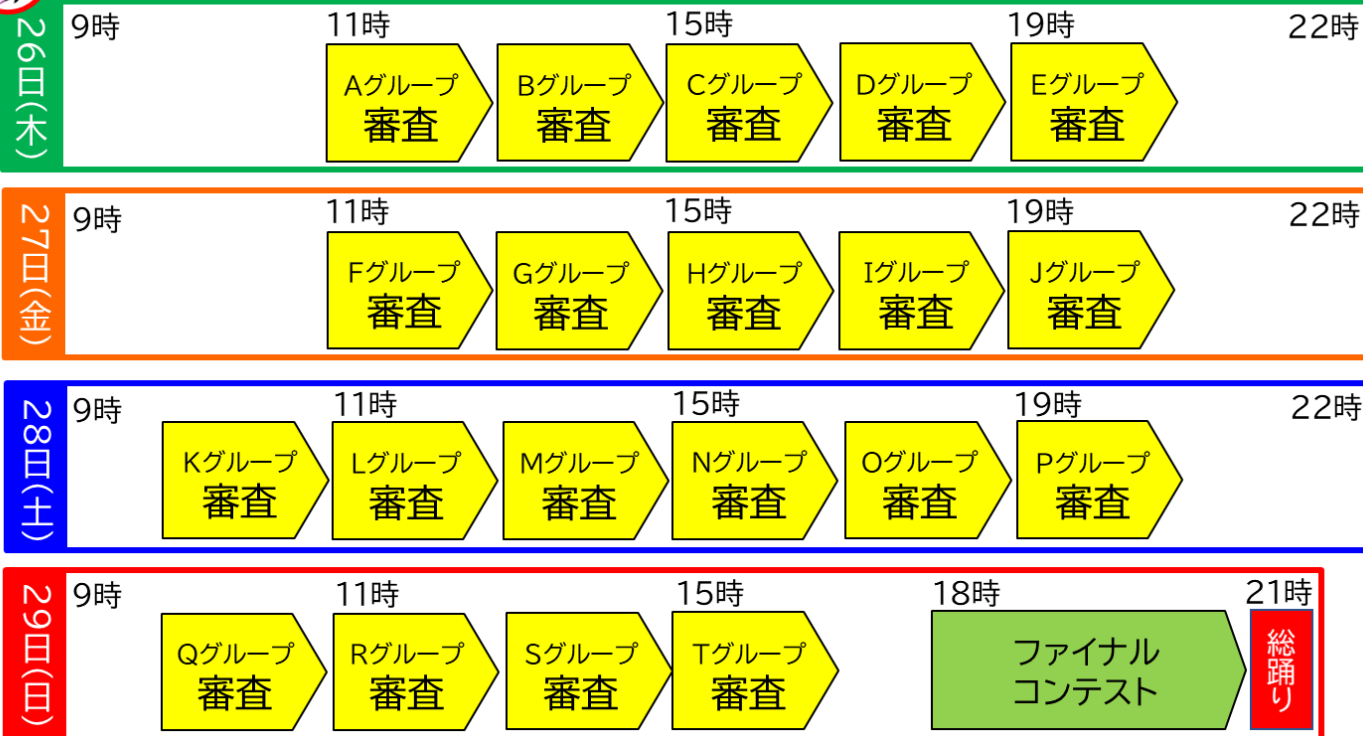 26日(木)
9時
11時
15時
19時
22時
Aグループ
審査
Bグループ
審査
Cグループ
審査
Dグループ
審査
Eグループ
審査
27日(金)
9時
11時
15時
19時
22時
Fグループ
審査
Gグループ
審査
Hグループ
審査
Iグループ
審査
Jグループ
審査
28日(土)
9時
11時
15時
19時
22時
Kグループ
審査
Lグループ
審査
Mグループ
審査
Nグループ
審査
Oグループ
審査
Pグループ
審査
29日(日)
9時
11時
15時
18時
21時
Qグループ
審査
Rグループ
審査
Sグループ
審査
Tグループ
審査
ファイナル
コンテスト
総踊り